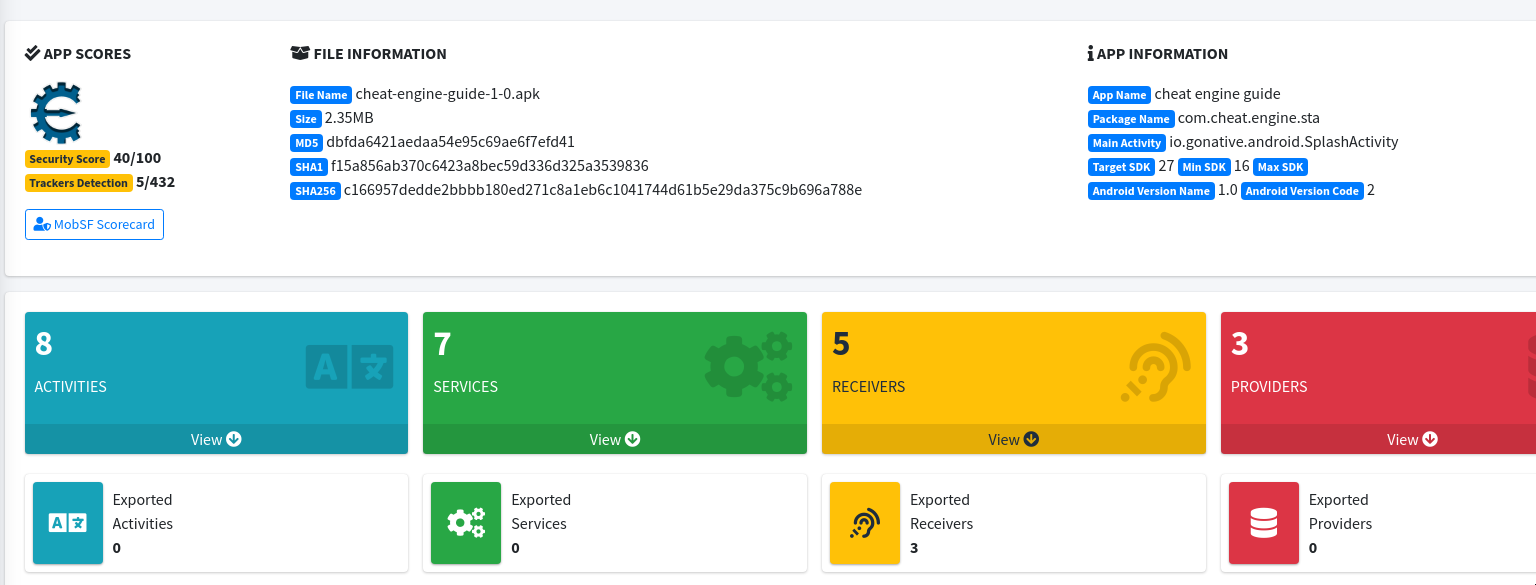 APP SCORES
Security Score 40/100
Trackers Detection 5/432
MobSF Scorecard
FILE INFORMATION
File Name cheat-engine-guide-1-0.apk
Size 2.35MB
MD5 dbfda6421aedaa54e95c69ae6f7efd41
SHA1 f15a856ab370c6423a8bec59d336d325a3539836
SHA256 c166957dedde2bbbb180ed271c8a1eb6c1041744d61b5e29da375c9b696a788e
APP INFORMATION
App Name cheat engine guide
Package Name com.cheat.engine.sta
Main Activity io.gonative.android.SplashActivity
Target SDK 27 Min SDK 16 Max SDK
Android Version Name 1.0 Android Version Code 2
8
ACTIVITIES
View
7
SERVICES
View
5
RECEIVERS
View
3
PROVIDERS
View
Exported
Activities
0
Exported
Services
0
Exported
Receivers
3
Exported
Providers
0